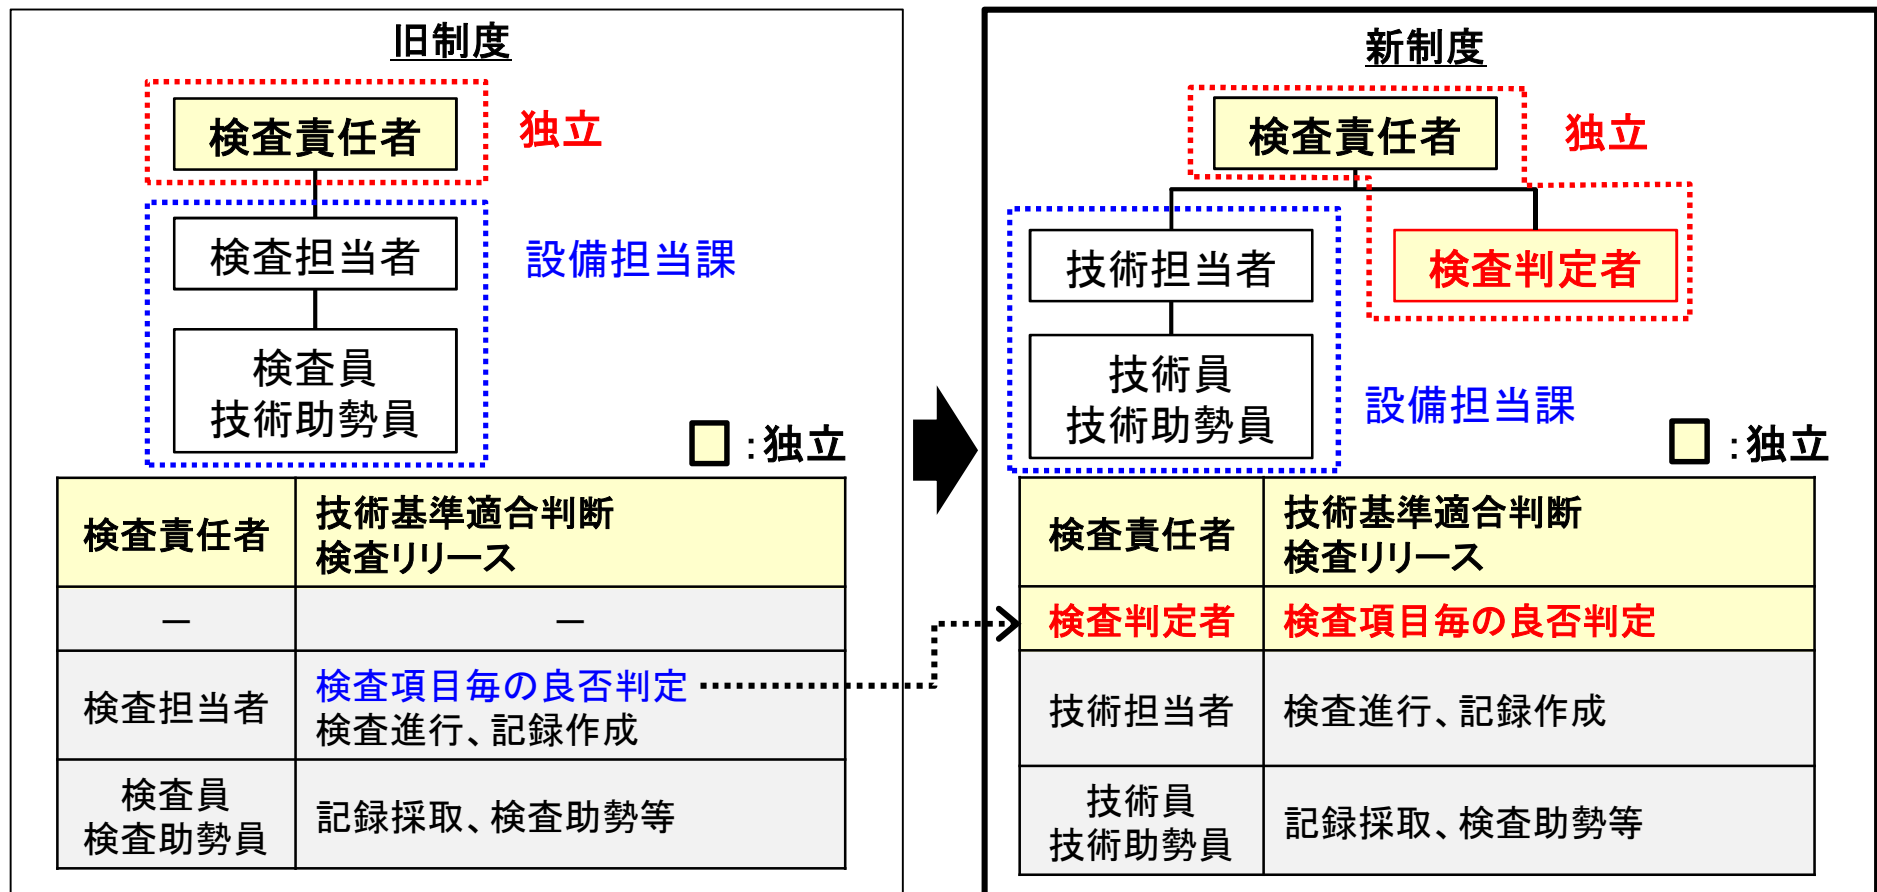 旧制度
検査責任者
独立
検査担当者
設備担当課
検査員
技術助勢員
：独立
検査責任者
技術基準適合判断
検査リリース
－
－
検査担当者
検査項目毎の良否判定
検査進行、記録作成
検査員
検査助勢員
記録採取、検査助勢等
新制度
検査責任者
独立
技術担当者
検査判定者
技術員
技術助勢員
設備担当課
：独立
検査責任者
技術基準適合判断
検査リリース
検査判定者
検査項目毎の良否判定
技術担当者
検査進行、記録作成
技術員
技術助勢員
記録採取、検査助勢等